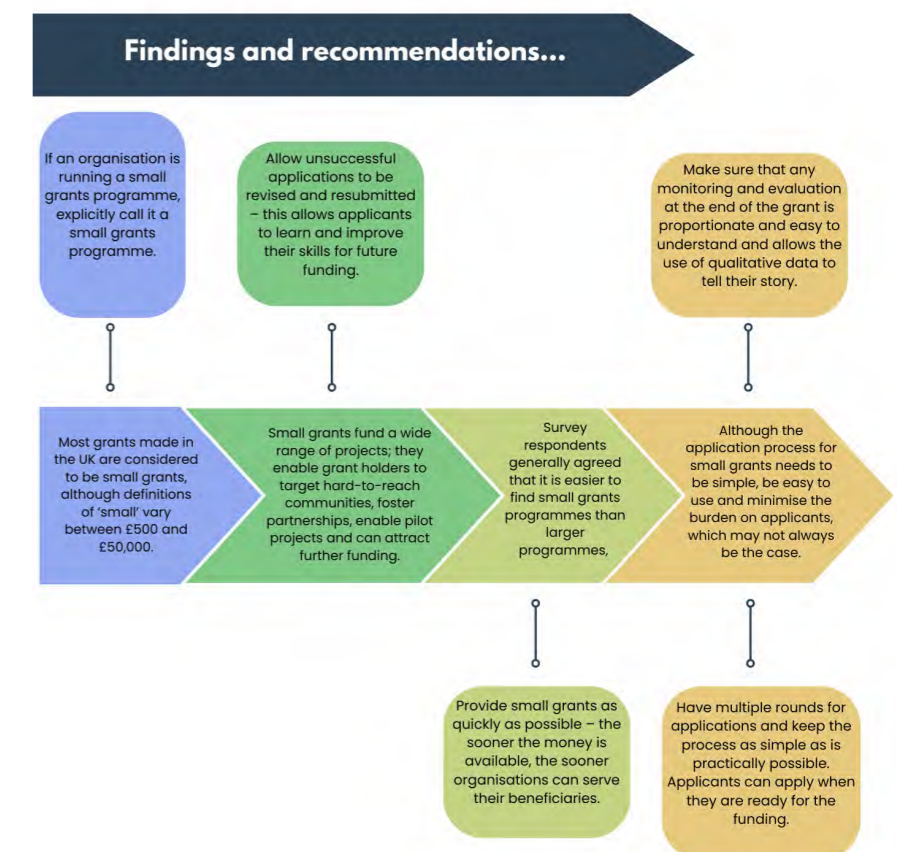 Findings and recommendations...
If an organisation is
running a small
grants programme,
explicitly call it a
small grants
programme.
Allow unsuccessful
applications to be
revised and resubmitted
– this allows applicants
to learn and improve
their skills for future
funding.
Make sure that any
monitoring and evaluation
at the end of the grant is
proportionate and easy to
understand and allows the
use of qualitative data to
tell their story.
Most grants made in
the UK are considered
to be small grants,
although definitions
of ‘small’ vary
between £500 and
£50,000.
Small grants fund a wide
range of projects; they
enable grant holders to
target hard-to-reach
communities, foster
partnerships, enable pilot
projects and can attract
further funding.
Survey
respondents
generally agreed
that it is easier to
find small grants
programmes than
larger
programmes,
Although the
application process for
small grants needs to
be simple, be easy to
use and minimise the
burden on applicants,
which may not always
be the case.
Provide small grants as
quickly as possible – the
sooner the money is
available, the sooner
organisations can serve
their beneficiaries.
Have multiple rounds for
applications and keep the
process as simple as is
practically possible.
Applicants can apply when
they are ready for the
funding.